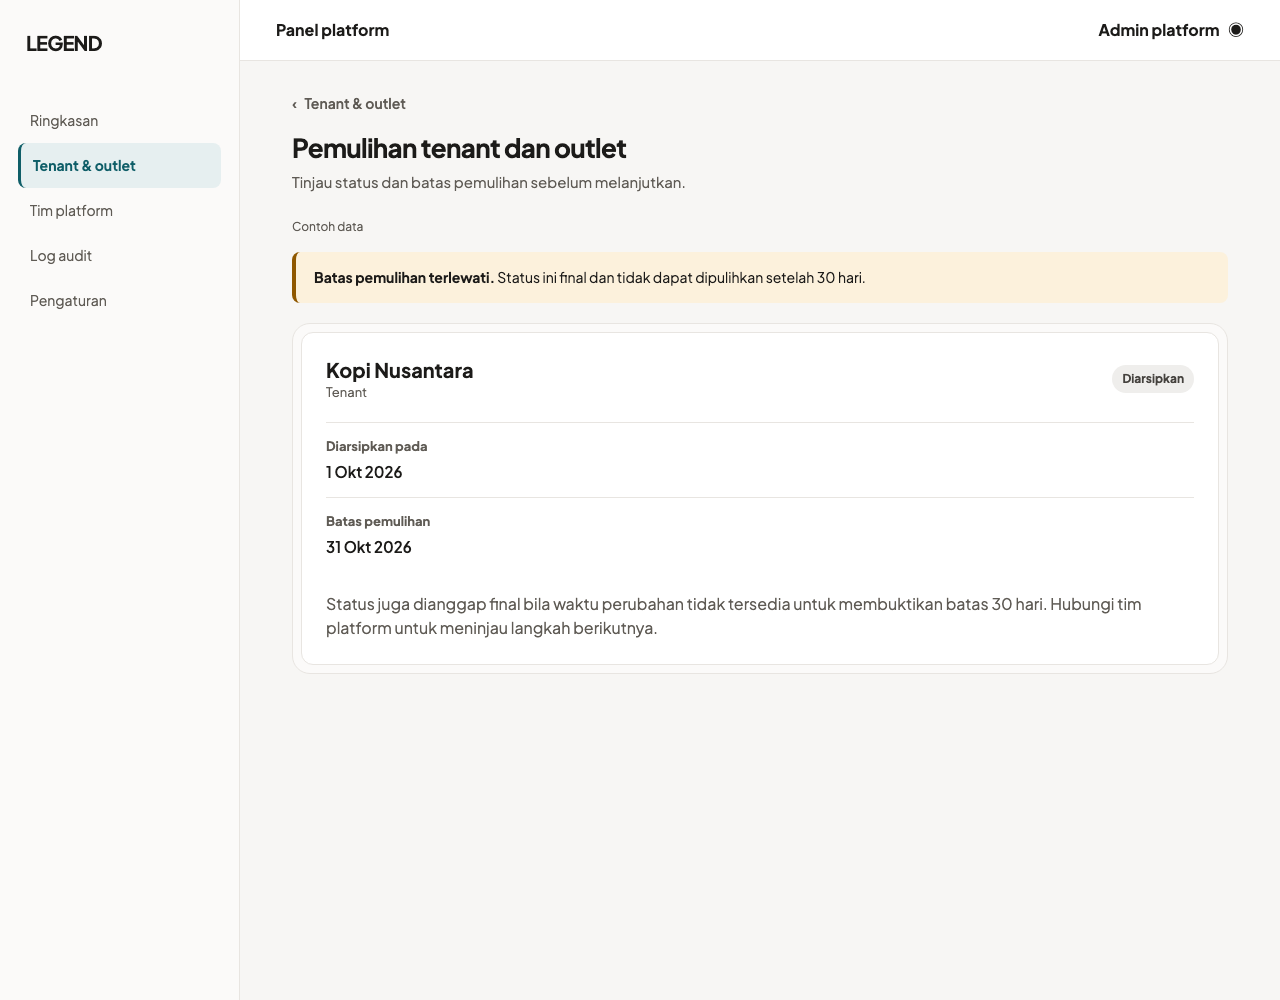 LEGEND
Ringkasan
Tenant & outlet
Tim platform
Log audit
Pengaturan
Panel platform
Admin platform
‹ Tenant & outlet
Pemulihan tenant dan outlet
Tinjau status dan batas pemulihan sebelum melanjutkan.
Contoh data
Batas pemulihan terlewati. Status ini final dan tidak dapat dipulihkan setelah 30 hari.
Kopi Nusantara
Tenant
Diarsipkan
Diarsipkan pada
1 Okt 2026
Batas pemulihan
31 Okt 2026
Status juga dianggap final bila waktu perubahan tidak tersedia untuk membuktikan batas 30 hari. Hubungi tim
platform untuk meninjau langkah berikutnya.